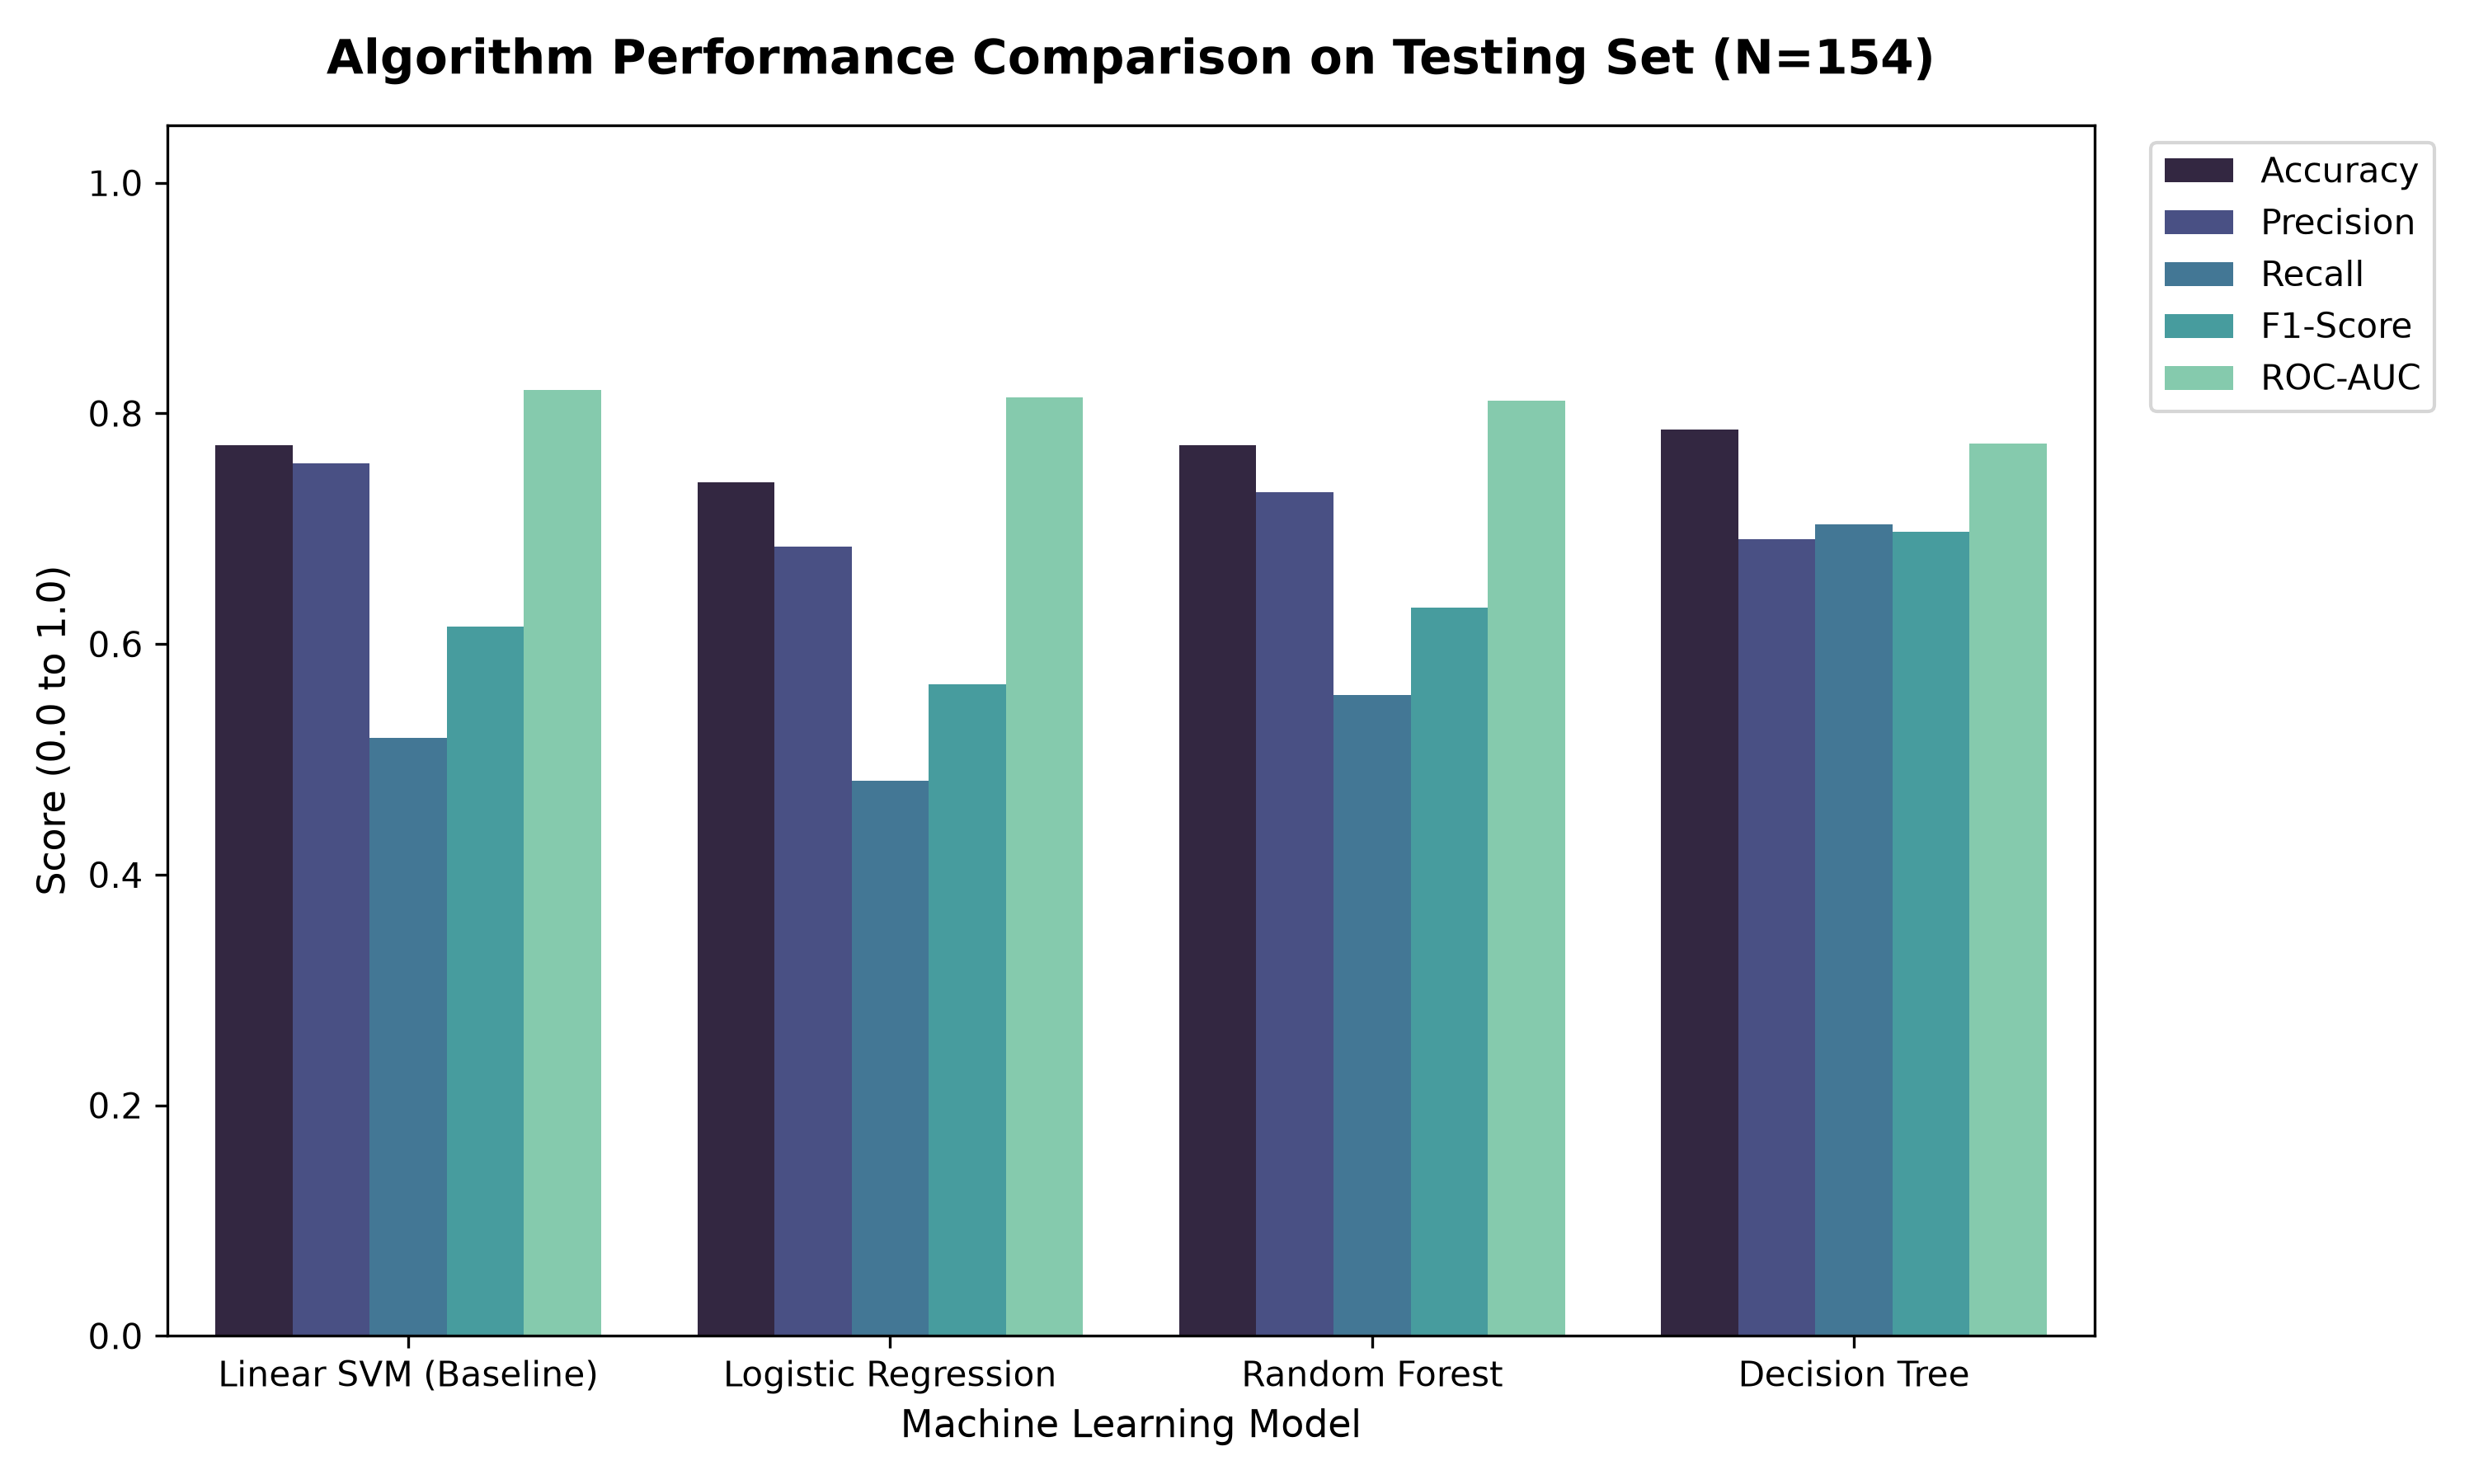 Algorithm Performance Comparison on Testing Set (N=154)
Accuracy
Precision
Recall
F1-Score
ROC-AUC
Score (0.0 to 1.0)
1.0
0.8
0.6
0.4
0.2
0.0
Linear SVM (Baseline)
Logistic Regression
Random Forest
Decision Tree
Machine Learning Model